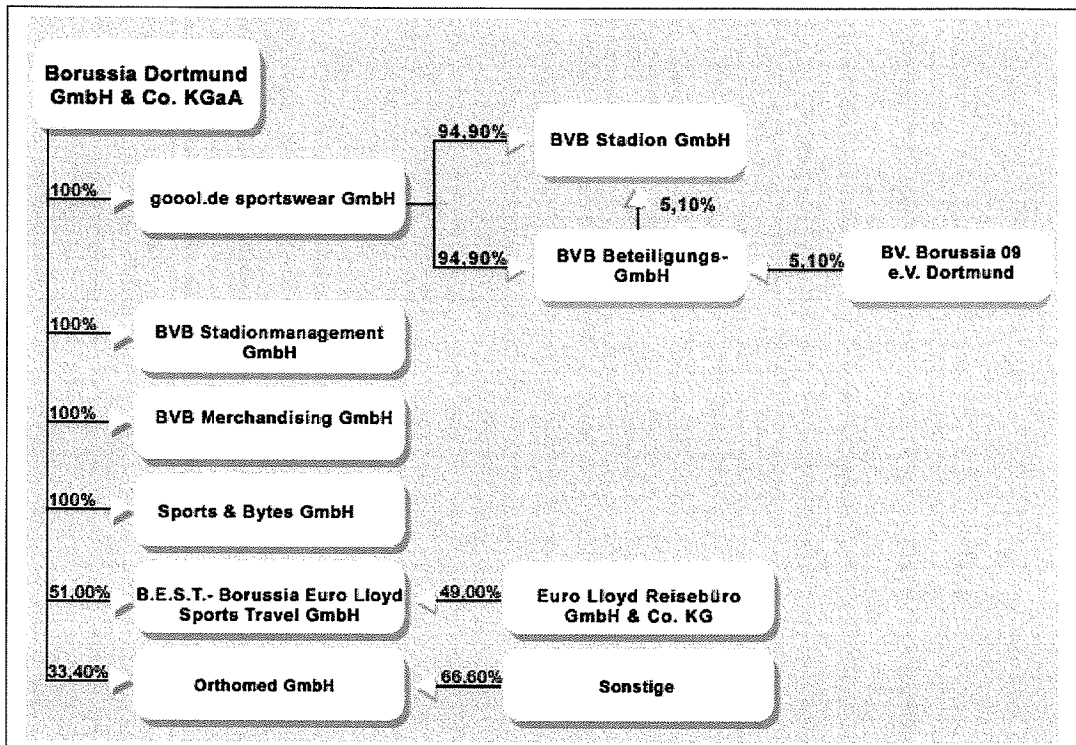 Borussia Dortmund
GmbH & Co. KGaA
94,90%
BVB Stadion GmbH
100%
goool.de sportswear GmbH
5,10%
94,90%
BVB Beteiligungs-
GmbH
5,10%
BV. Borussia 09
e.V. Dortmund
100%
BVB Stadionmanagement
GmbH
100%
BVB Merchandising GmbH
100%
Sports & Bytes GmbH
51,00%
B.E.S.T.- Borussia Euro Lloyd
Sports Travel GmbH
49,00%
Euro Lloyd Reisebüro
GmbH & Co. KG
33,40%
Orthomed GmbH
66,60%
Sonstige